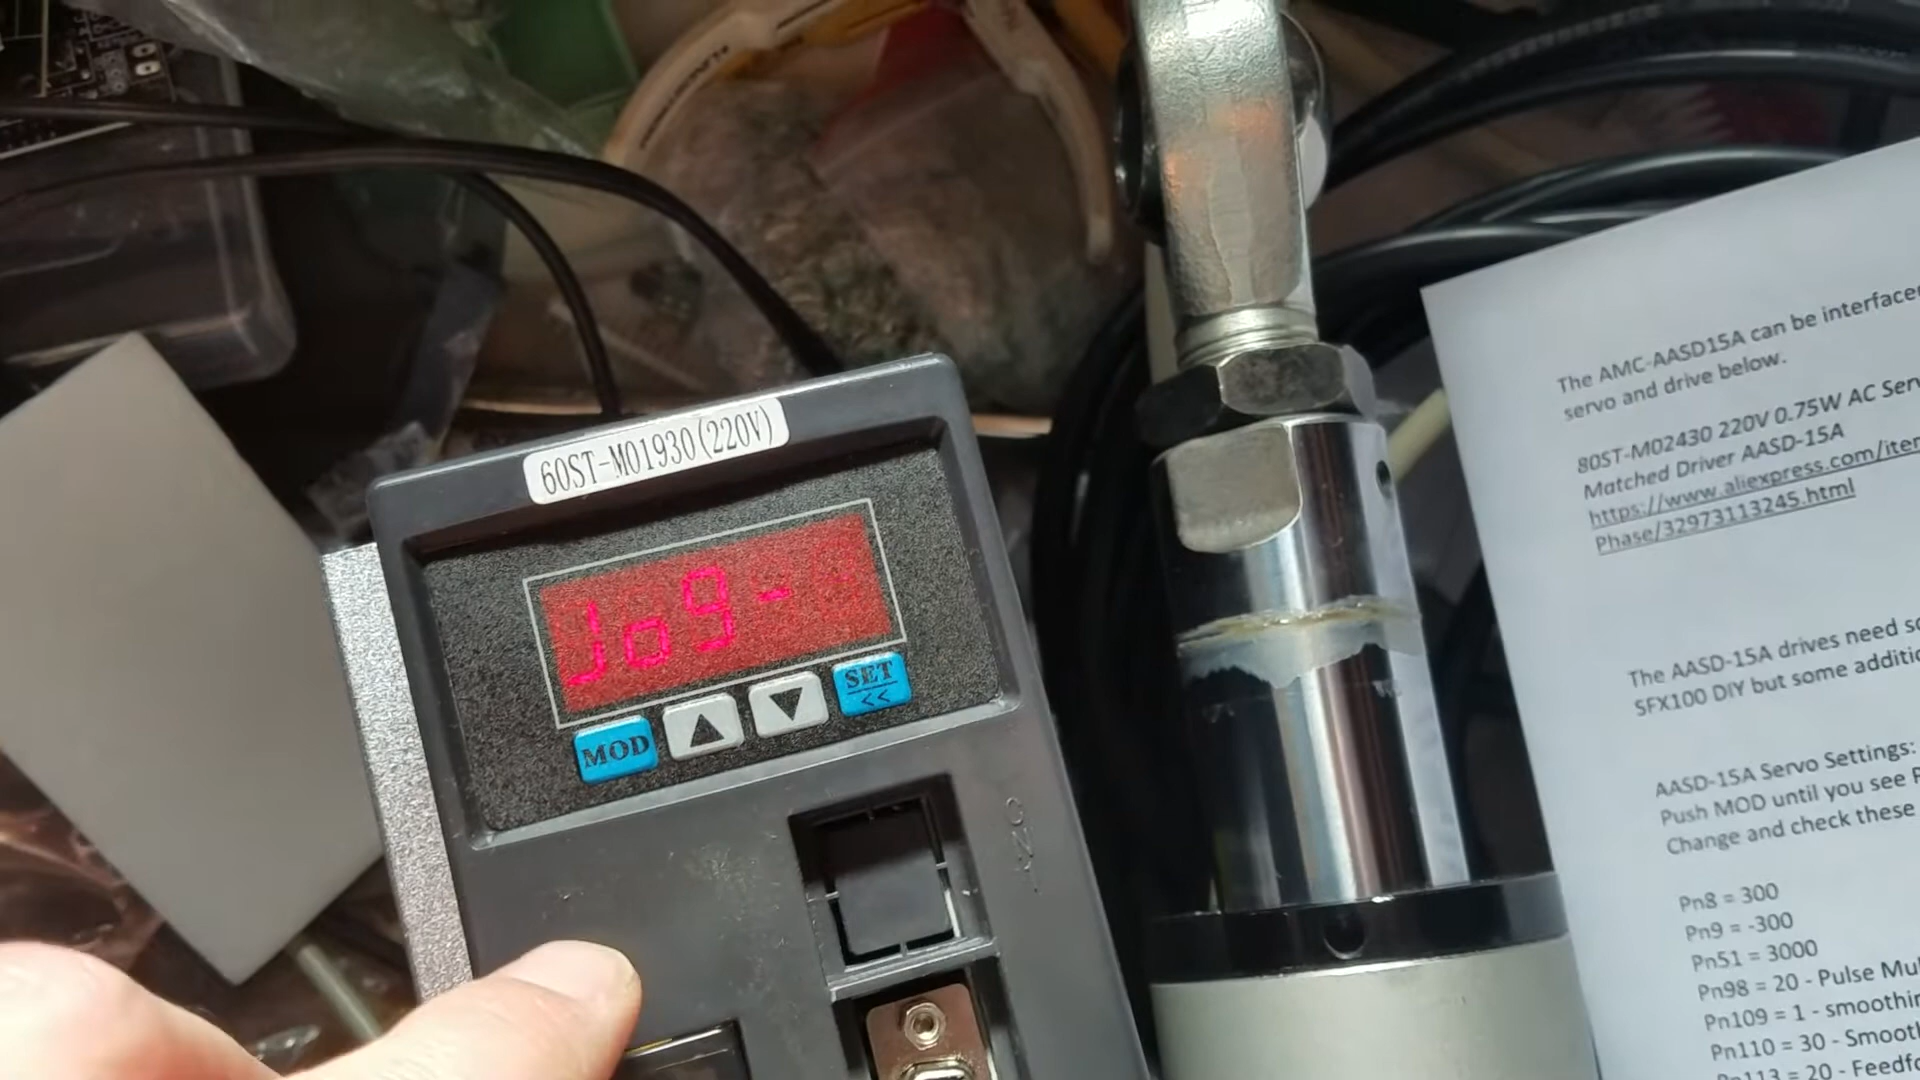 60ST-M01930(220V)
Jog-
MOD
SET
<<
CN1
The AMC-AASD15A can be interfaced
servo and drive below.
80ST-M02430 220V 0.75W AC Serv
Matched Driver AASD-15A
https://www.aliexpress.com/item
Phase/32973113245.html
The AASD-15A drives need so
SFX100 DIY but some additio
AASD-15A Servo Settings:
Push MOD until you see P
Change and check these
Pn8 = 300
Pn9 = -300
Pn51 = 3000
Pn98 = 20 - Pulse Mul
Pn109 = 1 - smoothin
Pn110 = 30 - Smooth
Pn113 = 20 - Feedfo